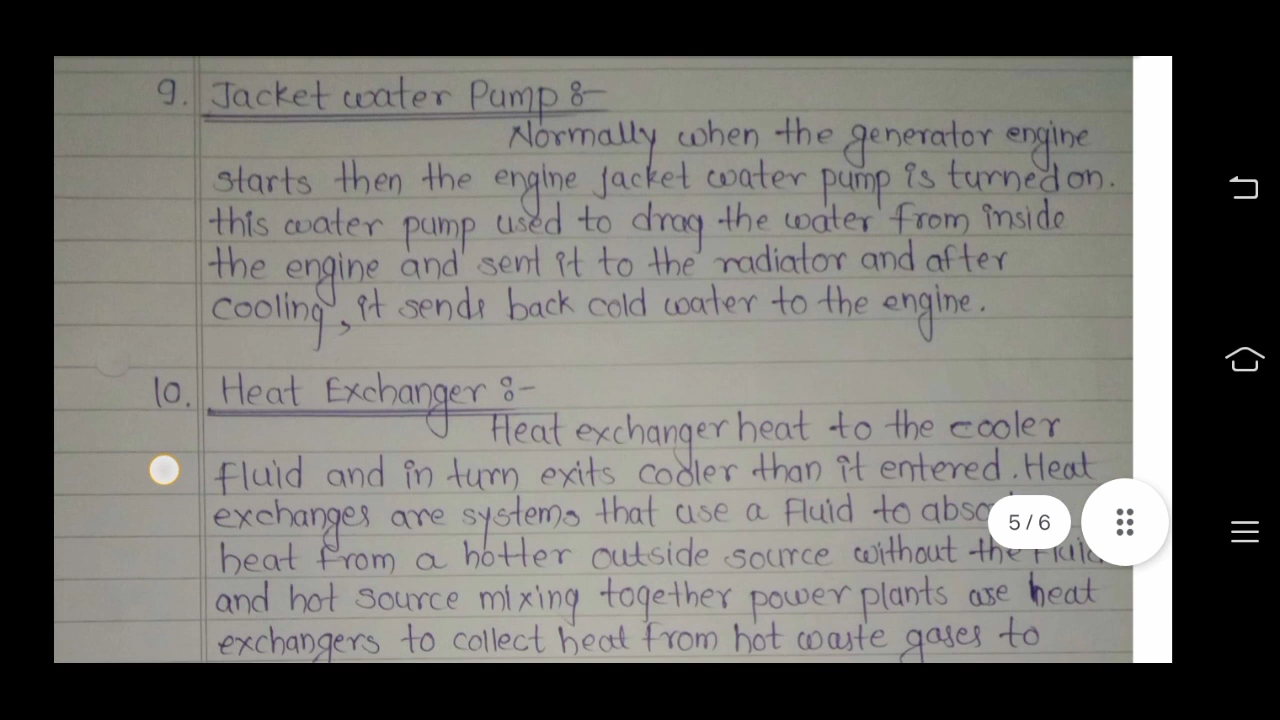 9. Jacket water Pump :-
Normally when the generator engine
starts then the engine jacket water pump is turned on.
this water pump used to drag the water from inside
the engine and sent it to the radiator and after
cooling, it sends back cold water to the engine.
10. Heat Exchanger :-
Heat exchanger heat to the cooler
fluid and in turn exits cooler than it entered. Heat
exchanges are systems that use a fluid to
heat from a hotter outside source without the
and hot source mixing together power plants use heat
exchangers to collect heat from hot waste gases to
5 / 6